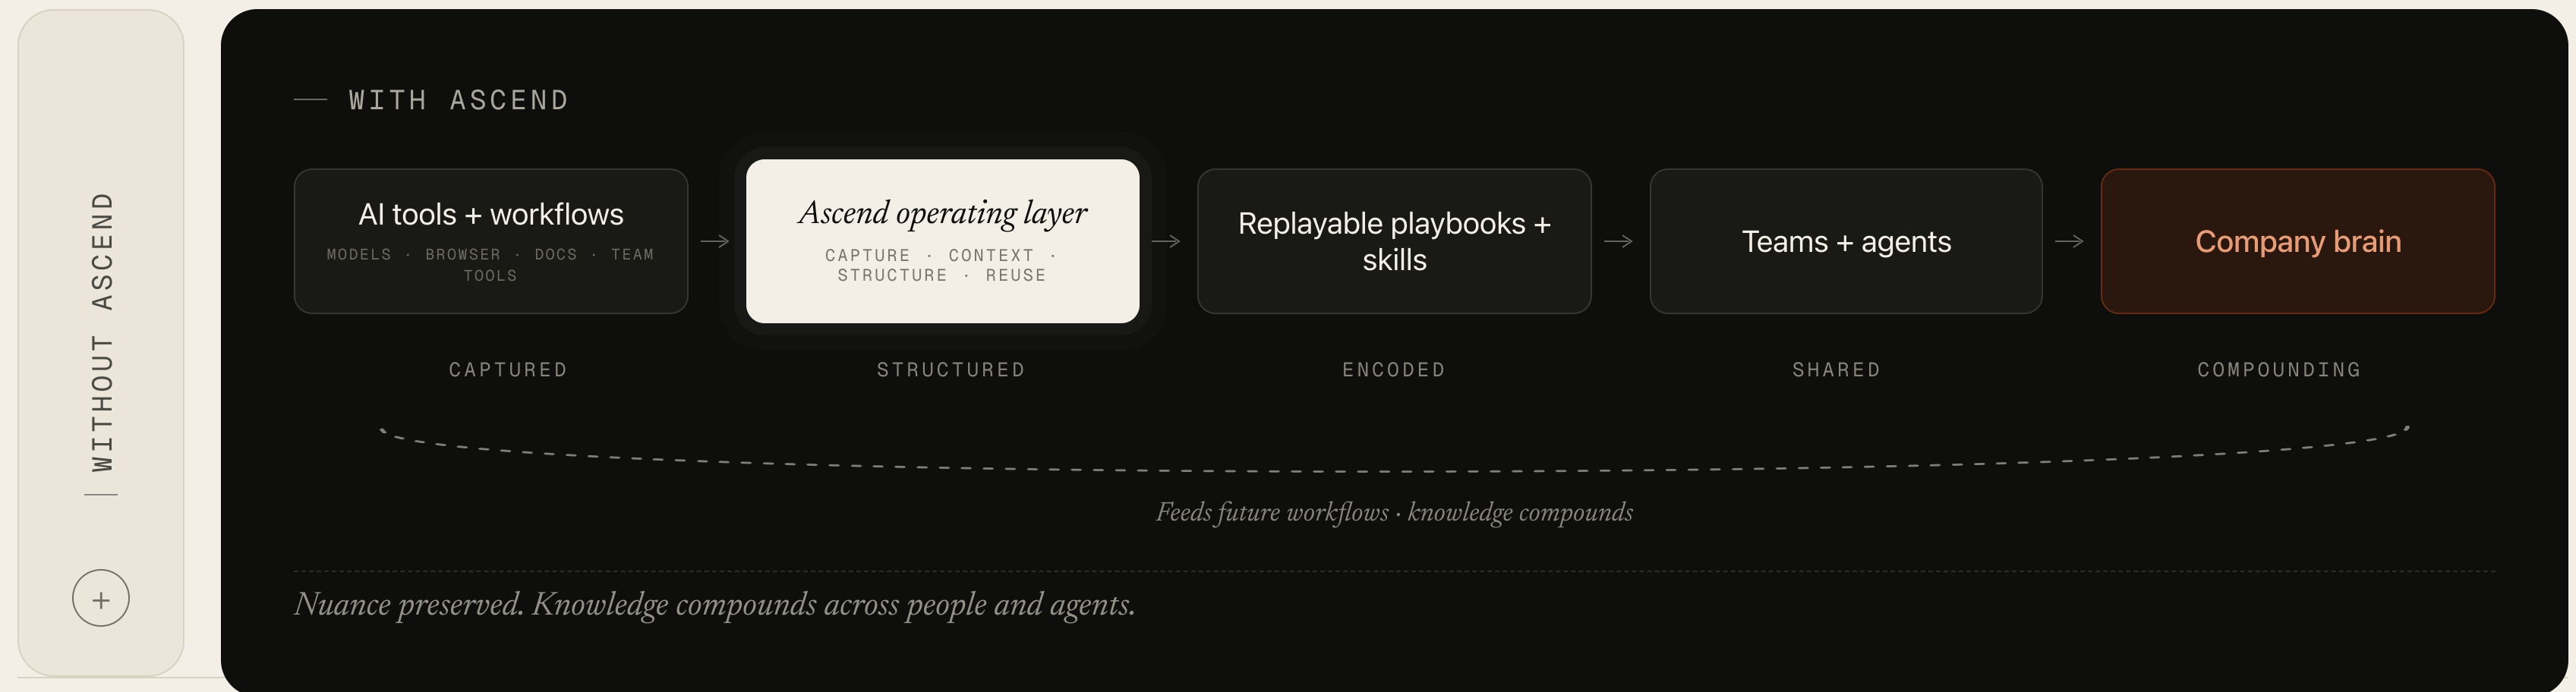 WITHOUT ASCEND
+
WITH ASCEND
AI tools + workflows
MODELS · BROWSER · DOCS · TEAM
TOOLS
Ascend operating layer
CAPTURE · CONTEXT ·
STRUCTURE · REUSE
Replayable playbooks +
skills
Teams + agents
Company brain
CAPTURED
STRUCTURED
ENCODED
SHARED
COMPOUNDING
Feeds future workflows · knowledge compounds
Nuance preserved. Knowledge compounds across people and agents.